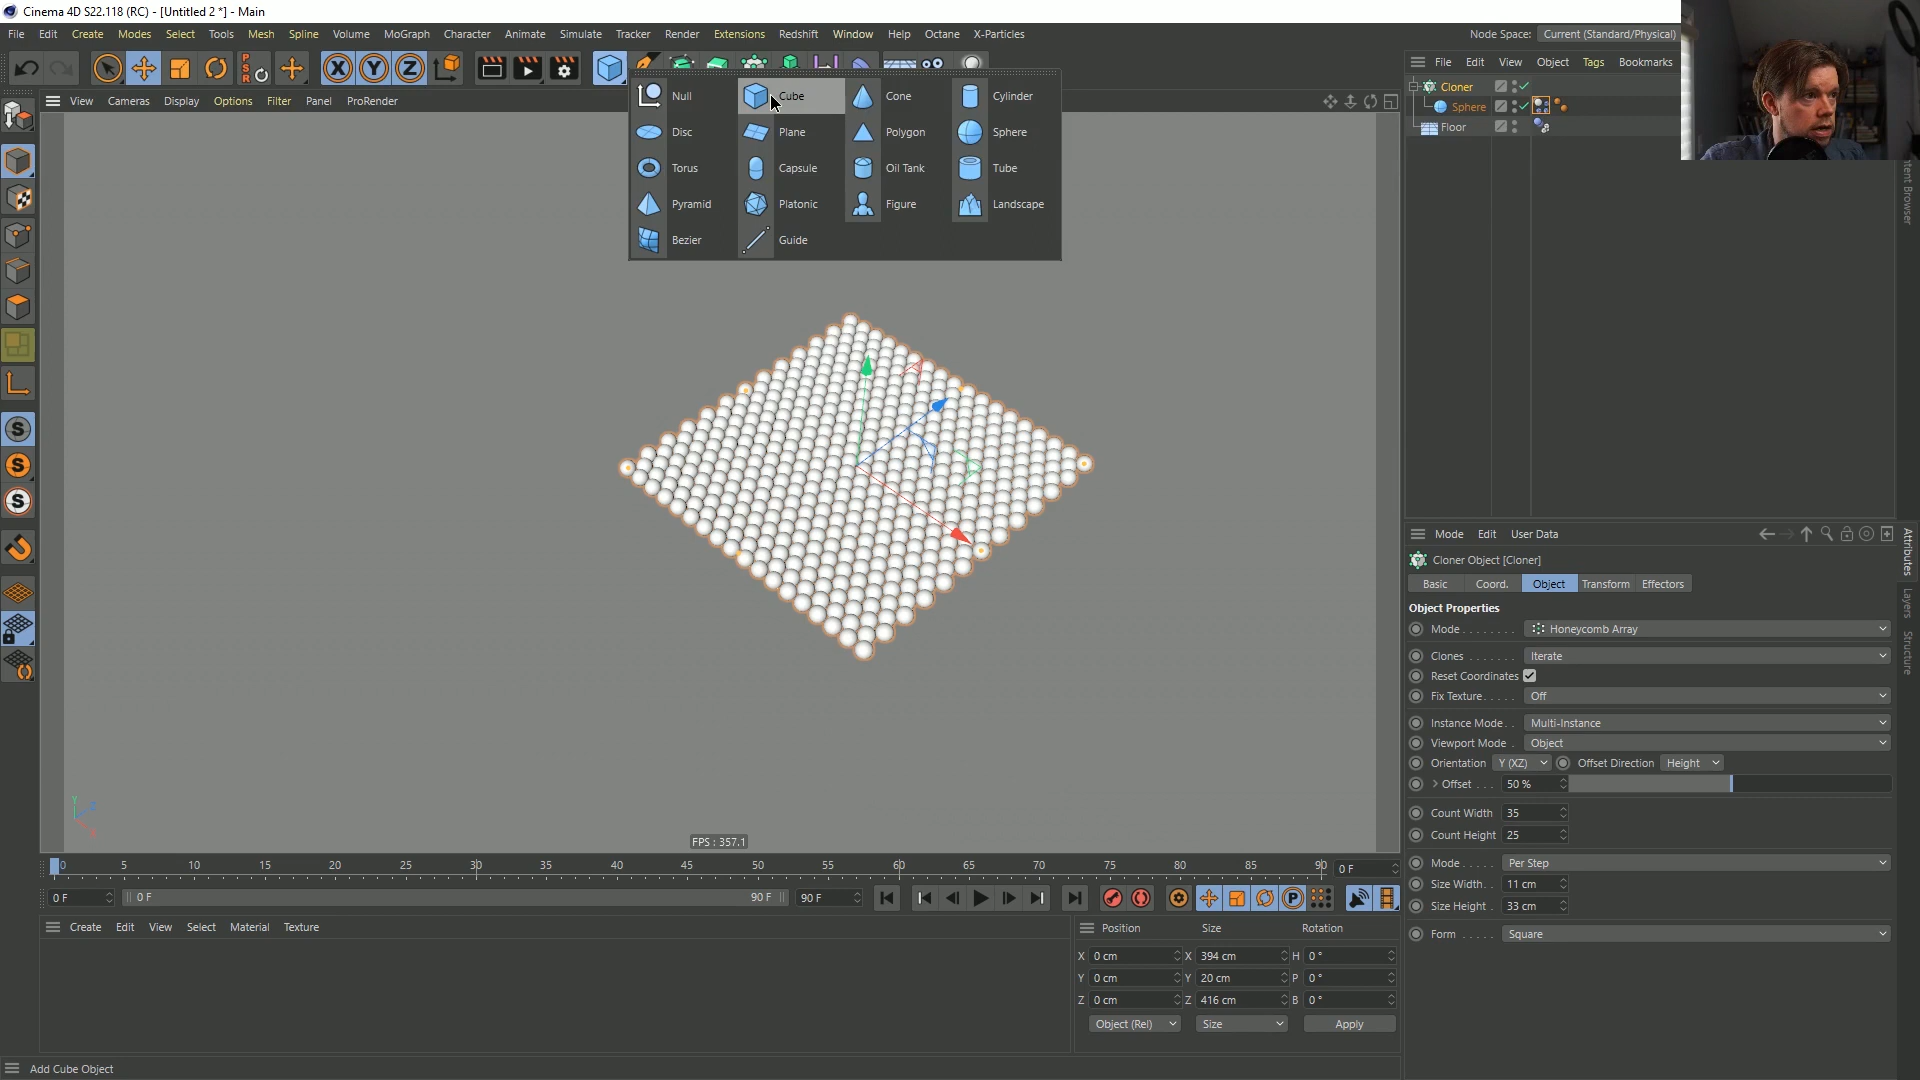 Cinema 4D S22.118 (RC) - [Untitled 2 *] - Main
File Edit Create Modes Select Tools Mesh Spline Volume MoGraph Character Animate Simulate Tracker Render Extensions Redshift Window Help Octane X-Particles
Node Space: Current (Standard/Physical)
P
S
R
X Y Z
File Edit View Object Tags Bookmarks
View Cameras Display Options Filter Panel ProRender
Null Cube Cone Cylinder
Disc Plane Polygon Sphere
Torus Capsule Oil Tank Tube
Pyramid Platonic Figure Landscape
Bezier Guide
Cloner
Sphere
Floor
S
S
S
Y
FPS : 357.1
Mode Edit User Data
Attributes
Layers
Structure
Cloner Object [Cloner]
Basic Coord. Object Transform Effectors
Object Properties
Mode . . . . . . . . Honeycomb Array
Clones . . . . . . . Iterate
Reset Coordinates
Fix Texture . . . . . Off
Instance Mode . . Multi-Instance
Viewport Mode . Object
Orientation Y (XZ) Offset Direction Height
> Offset . . . 50 %
Count Width 35
Count Height 25
Mode . . . . . Per Step
Size Width . . 11 cm
Size Height . 33 cm
Form . . . . . Square
0 5 10 15 20 25 30 35 40 45 50 55 60 65 70 75 80 85 90 0 F
0 F 0 F 90 F 90 F P
Create Edit View Select Material Texture
Position Size Rotation
X 0 cm X 394 cm H 0 °
Y 0 cm Y 20 cm P 0 °
Z 0 cm Z 416 cm B 0 °
Object (Rel) Size Apply
Add Cube Object